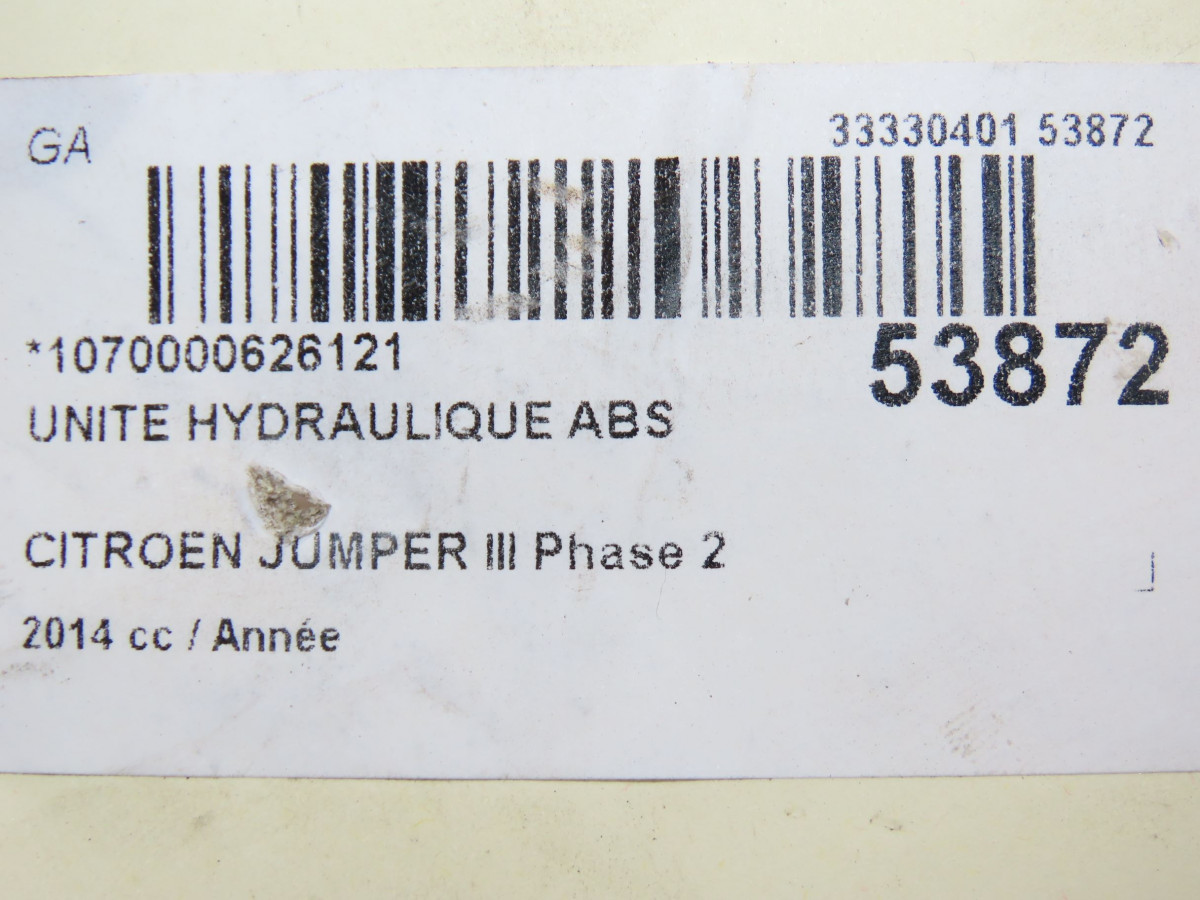 GA
33330401 53872
*1070000626121
53872
UNITE HYDRAULIQUE ABS
CITROEN JUMPER III Phase 2
2014 cc / Année